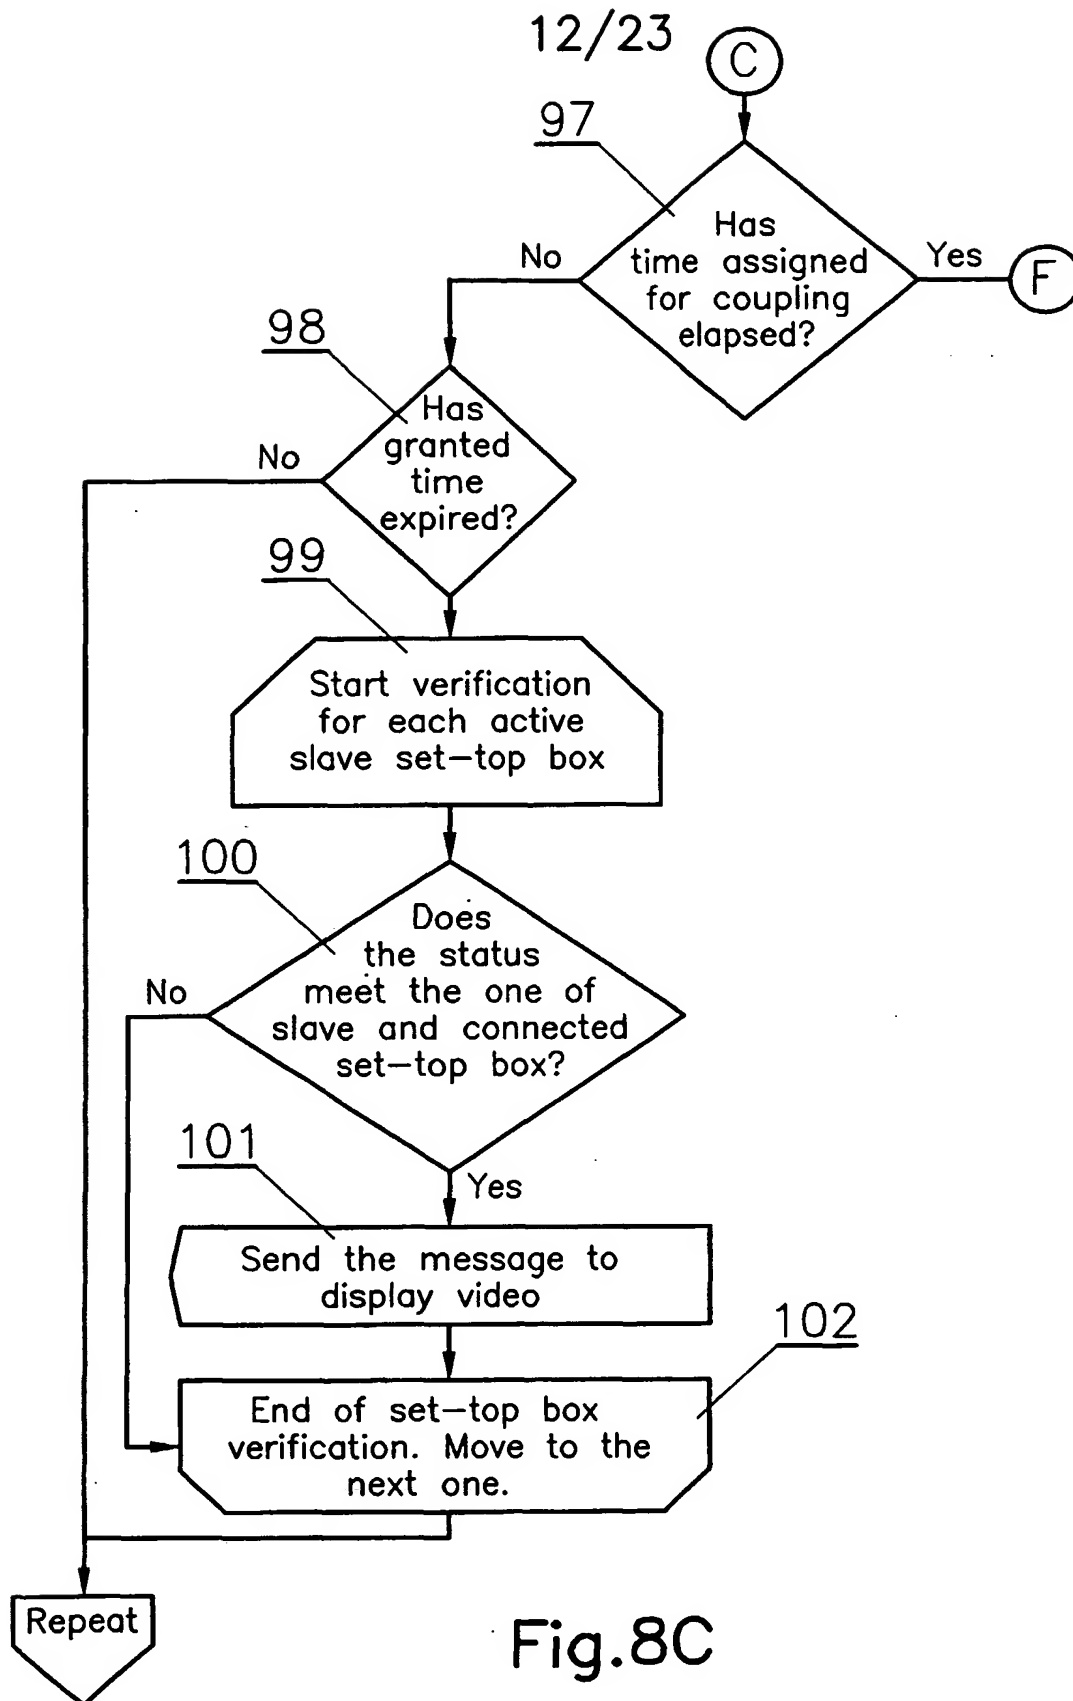 12/23
C
97
Has
time assigned
for coupling
elapsed?
No
Yes
F
98
Has
granted
time
expired?
No
99
Start verification
for each active
slave set-top box
100
Does
the status
meet the one of
slave and connected
set-top box?
No
101
Yes
Send the message to
display video
102
End of set-top box
verification. Move to the
next one.
Repeat
Fig.8C